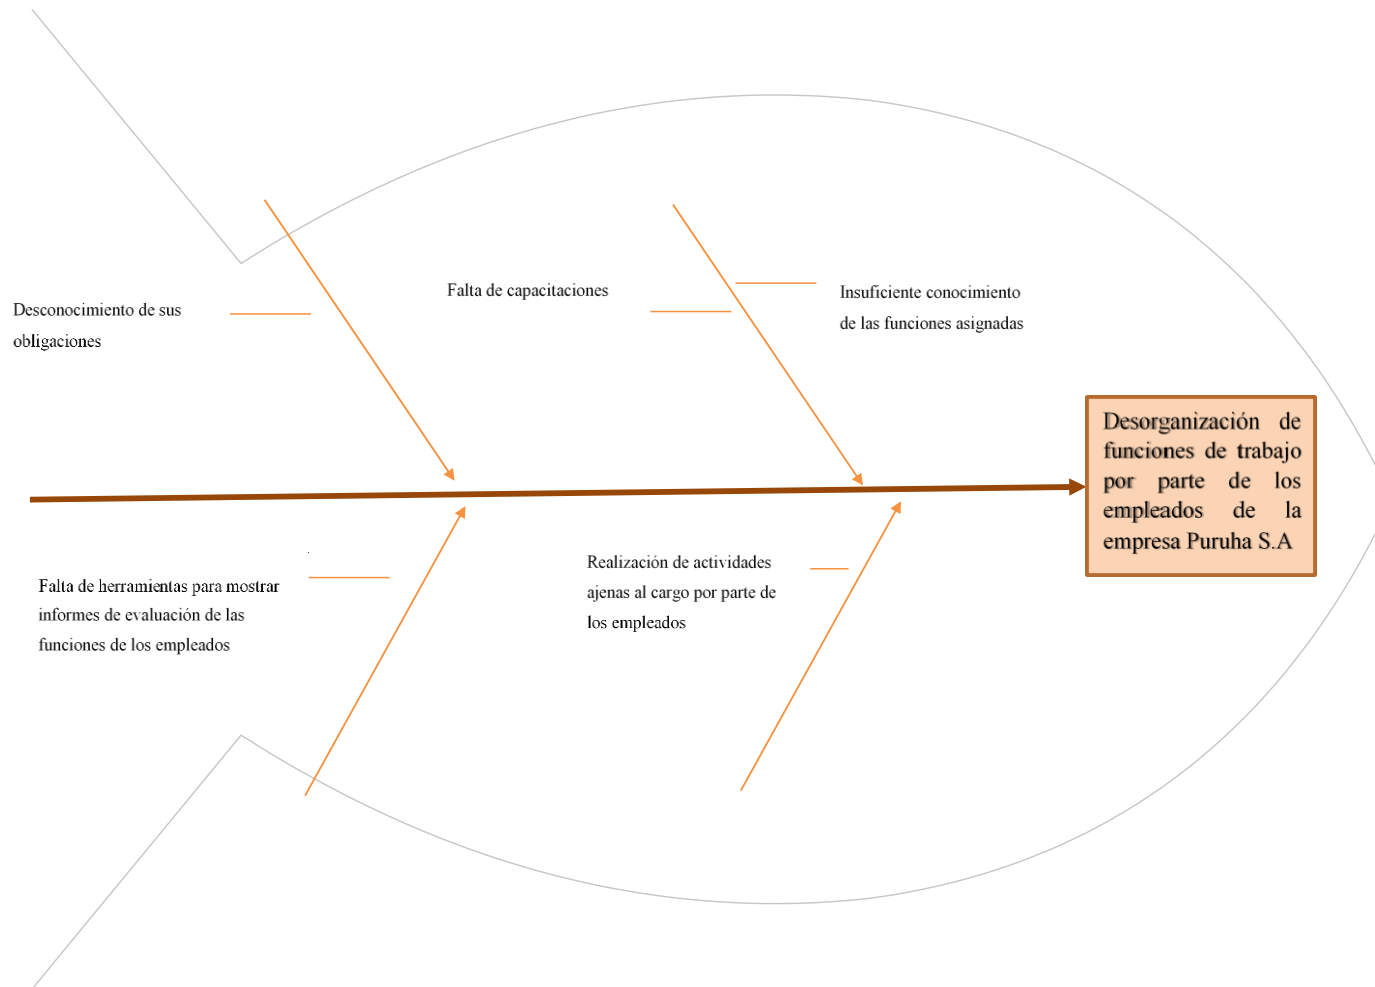 Desconocimiento de sus
obligaciones
Falta de capacitaciones
Insuficiente conocimiento
de las funciones asignadas
Desorganización de
funciones de trabajo
por parte de los
empleados de la
empresa Puruha S.A
Falta de herramientas para mostrar
informes de evaluación de las
funciones de los empleados
Realización de actividades
ajenas al cargo por parte de
los empleados